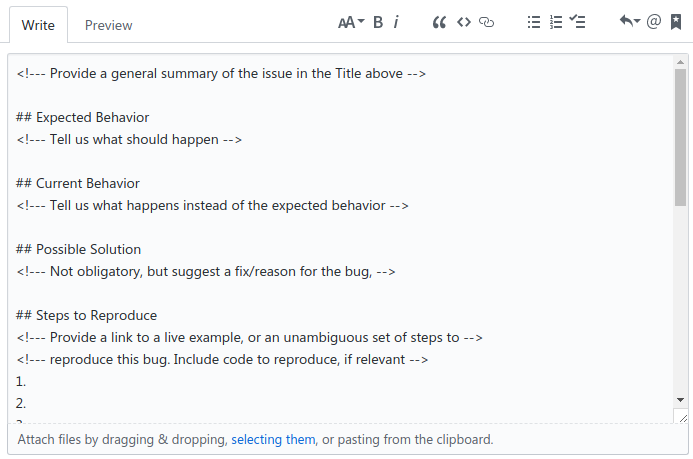 Write Preview AA B i @
<!--- Provide a general summary of the issue in the Title above -->
## Expected Behavior
<!--- Tell us what should happen -->
## Current Behavior
<!--- Tell us what happens instead of the expected behavior -->
## Possible Solution
<!--- Not obligatory, but suggest a fix/reason for the bug, -->
## Steps to Reproduce
<!--- Provide a link to a live example, or an unambiguous set of steps to -->
<!--- reproduce this bug. Include code to reproduce, if relevant -->
1.
2.
Attach files by dragging & dropping, selecting them, or pasting from the clipboard.